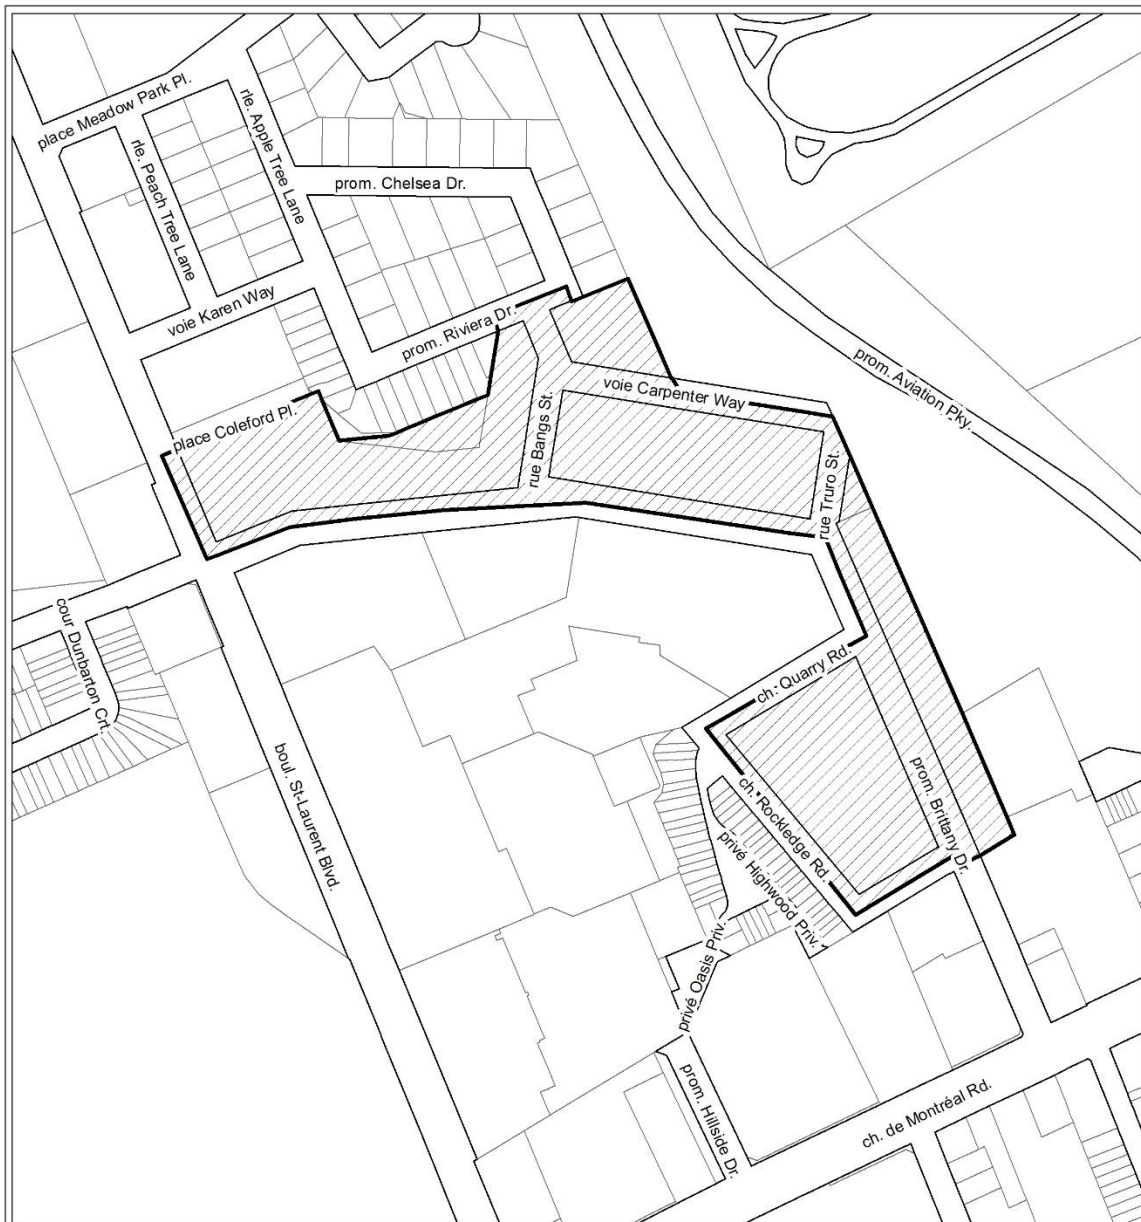 place Meadow Park Pl.
rle. Apple Tree Lane
rle. Peach Tree Lane
prom. Chelsea Dr.
voie Karen Way
prom. Riviera Dr.
prom. Aviation Pky.
voie Carpenter Way
place Coleford Pl.
rue Bangs St.
rue Truro St.
cour Dunbarton Crt.
ch. Quarry Rd.
boul. St-Laurent Blvd.
ch. Rockledge Rd.
prom. Brittany Dr.
privé Highwood Priv.
privé Oasis Priv.
prom. Hillside Dr.
ch. de Montréal Rd.